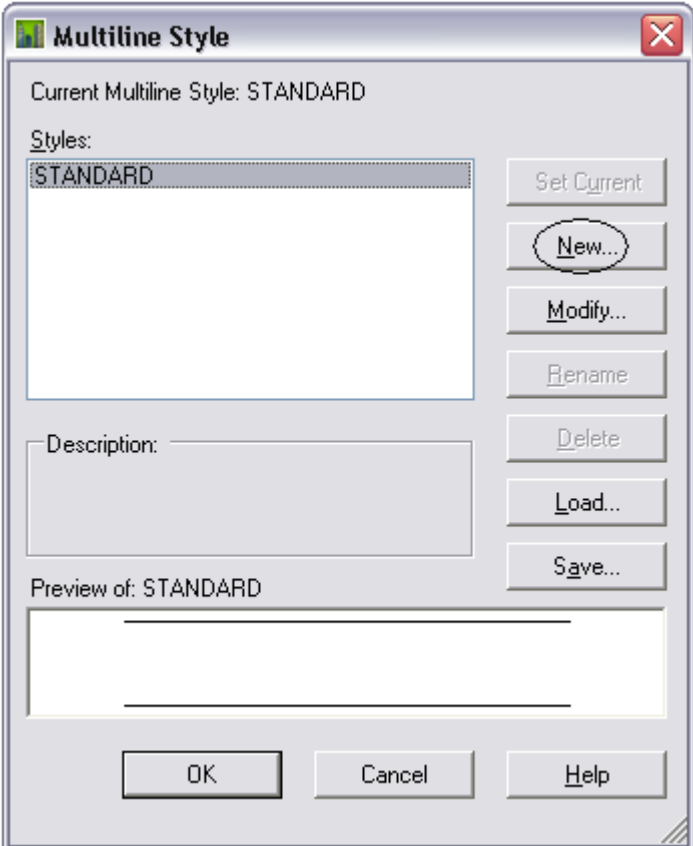 Multiline Style
Current Multiline Style: STANDARD
Styles:
STANDARD
Set Current
New...
Modify...
Rename
Delete
Description:
Load...
Save...
Preview of: STANDARD
OK
Cancel
Help